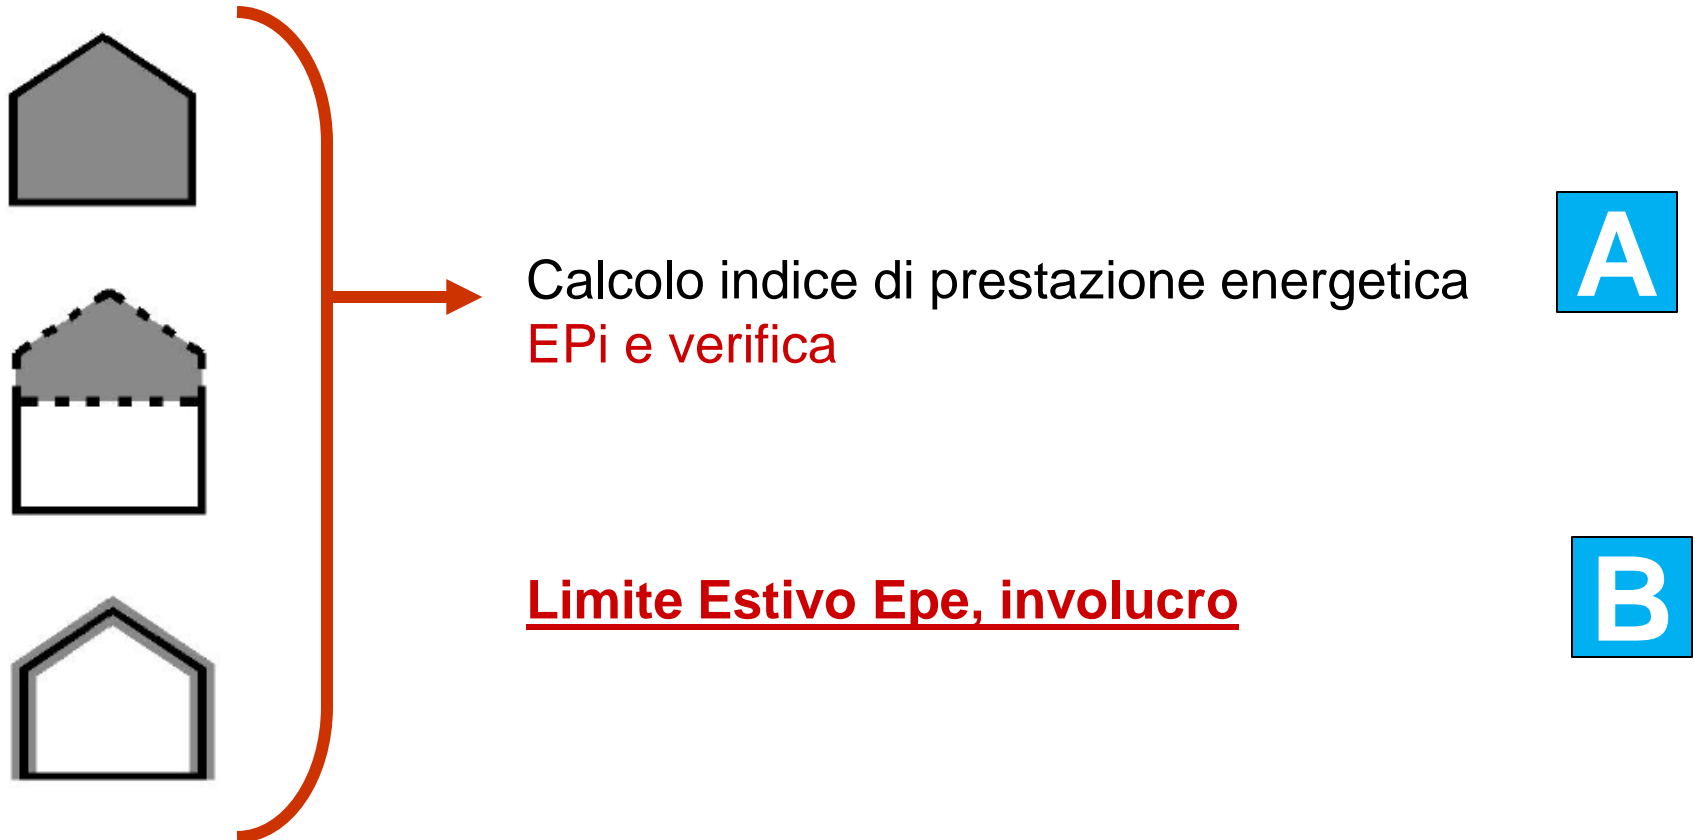 Calcolo indice di prestazione energetica
A
EPi e verifica
Limite Estivo Epe, involucro
B